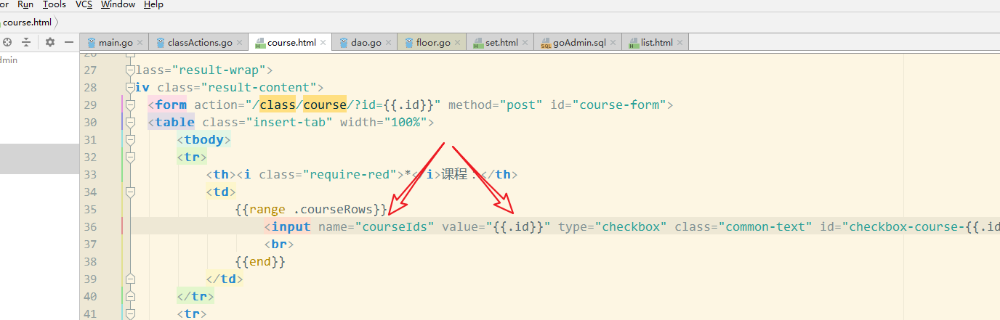 or Run Tools VCS Window Help
course.html
main.go classActions.go course.html dao.go floor.go set.html goAdmin.sql list.html
dmin
27 lass="result-wrap">
28 iv class="result-content">
29 <form action="/class/course/?id={{.id}}" method="post" id="course-form">
30 <table class="insert-tab" width="100%">
31 <tbody>
32 <tr>
33 <th><i class="require-red">*</i>课程:</th>
34 <td>
35 {{range .courseRows}}
36 <input name="courseIds" value="{{.id}}" type="checkbox" class="common-text" id="checkbox-course-{{.id
37 <br>
38 {{end}}
39 </td>
40 </tr>
41 <tr>